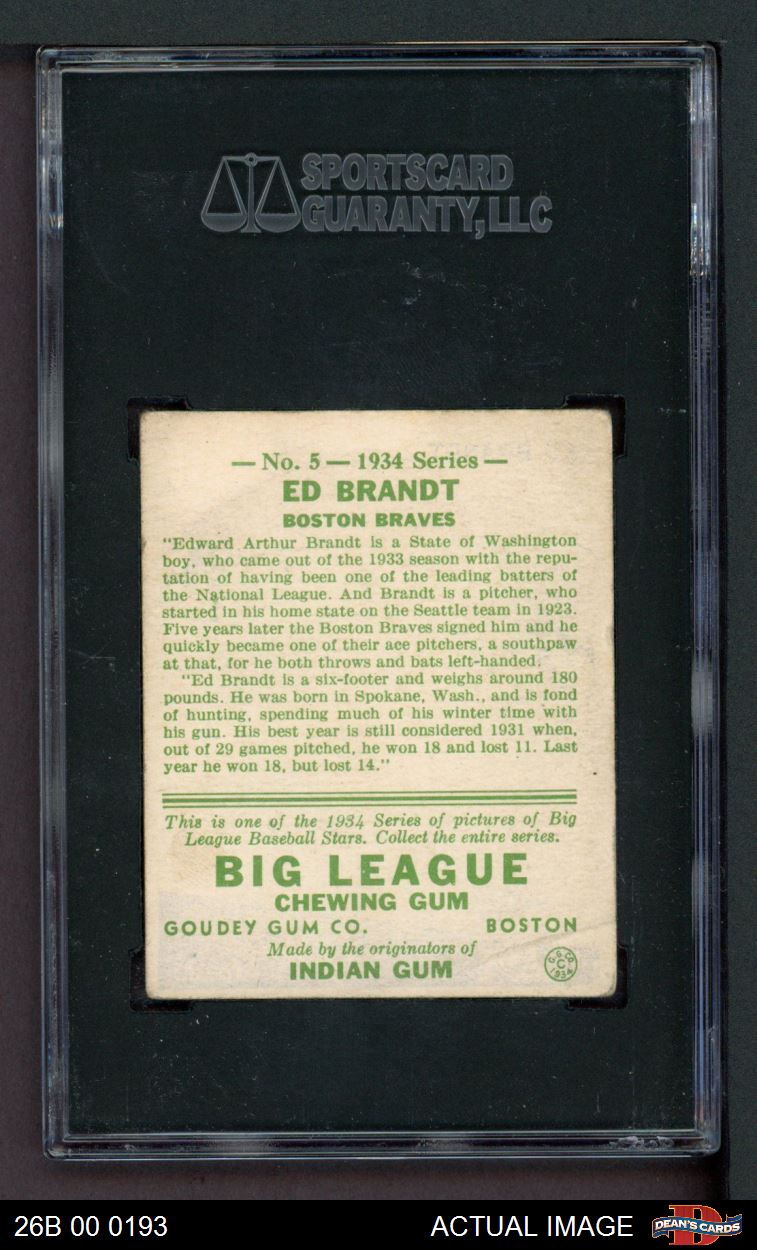 SPORTSCARD
GUARANTY, LLC
— No. 5 — 1934 Series —
ED BRANDT
BOSTON BRAVES
"Edward Arthur Brandt is a State of Washington
boy, who came out of the 1933 season with the repu-
tation of having been one of the leading batters of
the National League. And Brandt is a pitcher, who
started in his home state on the Seattle team in 1923.
Five years later the Boston Braves signed him and he
quickly became one of their ace pitchers, a southpaw
at that, for he both throws and bats left-handed.
"Ed Brandt is a six-footer and weighs around 180
pounds. He was born in Spokane, Wash., and is fond
of hunting, spending much of his winter time with
his gun. His best year is still considered 1931 when,
out of 29 games pitched, he won 18 and lost 11. Last
year he won 18, but lost 14."
This is one of the 1934 Series of pictures of Big
League Baseball Stars. Collect the entire series.
BIG LEAGUE
CHEWING GUM
GOUDEY GUM CO. BOSTON
Made by the originators of
INDIAN GUM
G.G.CO.
C
1934
26B 00 0193 ACTUAL IMAGE DEAN'S CARDS